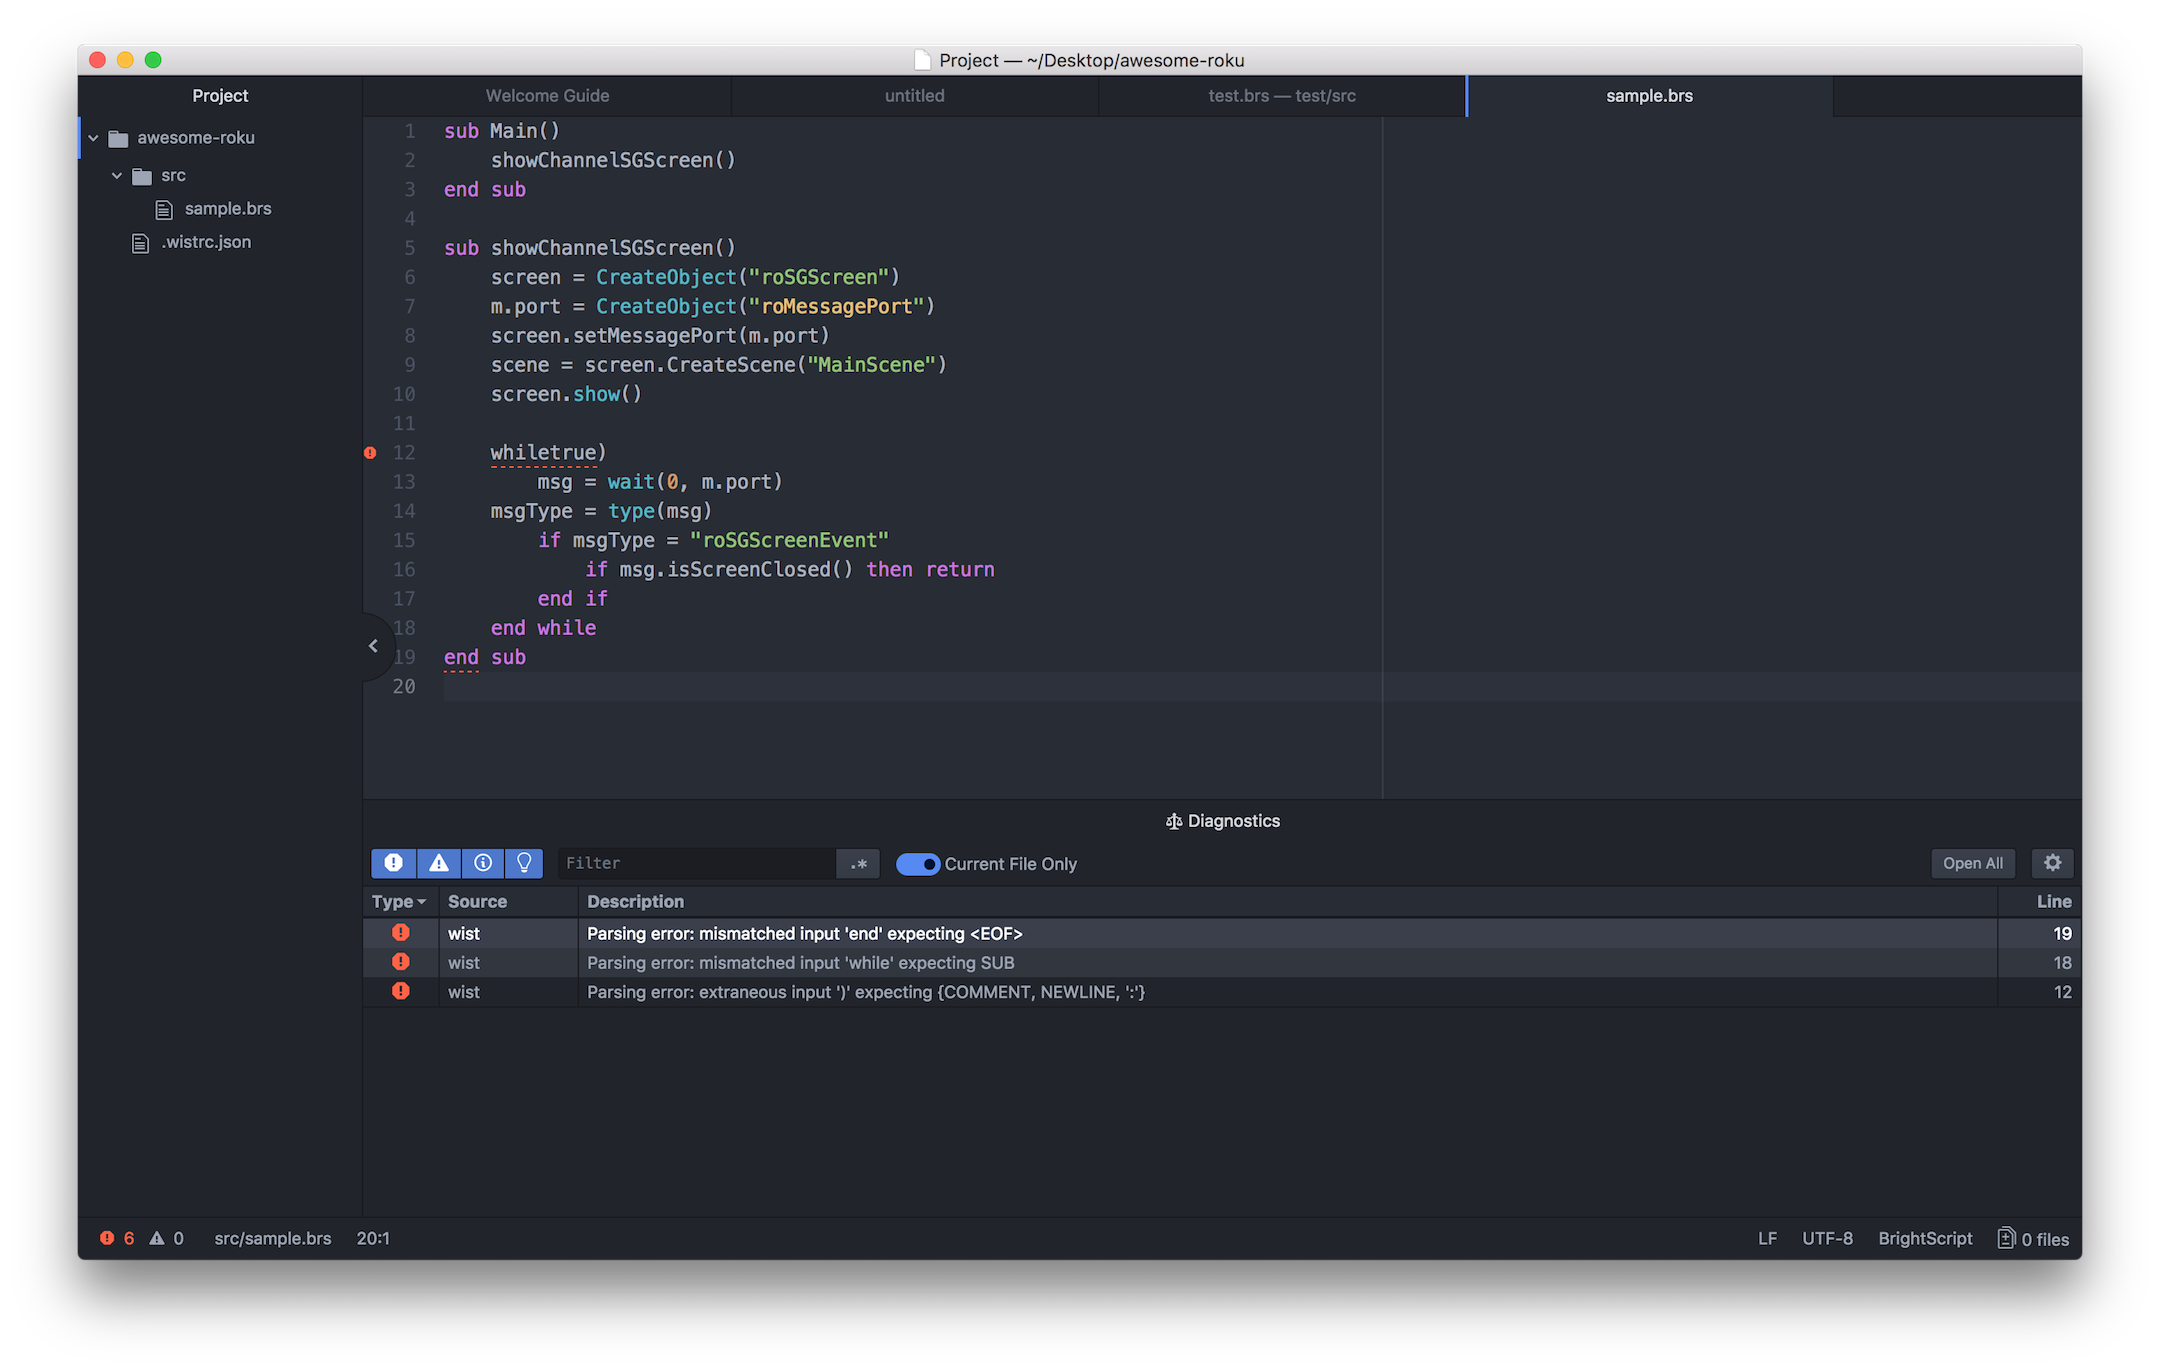 Project — ~/Desktop/awesome-roku
Project
Welcome Guide
untitled
test.brs — test/src
sample.brs
awesome-roku
src
sample.brs
.wistrc.json
1 sub Main()
2     showChannelSGScreen()
3 end sub
4
5 sub showChannelSGScreen()
6     screen = CreateObject("roSGScreen")
7     m.port = CreateObject("roMessagePort")
8     screen.setMessagePort(m.port)
9     scene = screen.CreateScene("MainScene")
10     screen.show()
11
12     whiletrue)
13         msg = wait(0, m.port)
14     msgType = type(msg)
15         if msgType = "roSGScreenEvent"
16             if msg.isScreenClosed() then return
17         end if
18     end while
19 end sub
20
Diagnostics
Filter .* Current File Only Open All
Type Source Description Line
wist Parsing error: mismatched input 'end' expecting <EOF> 19
wist Parsing error: mismatched input 'while' expecting SUB 18
wist Parsing error: extraneous input ')' expecting {COMMENT, NEWLINE, ':'} 12
6 0 src/sample.brs 20:1 LF UTF-8 BrightScript 0 files